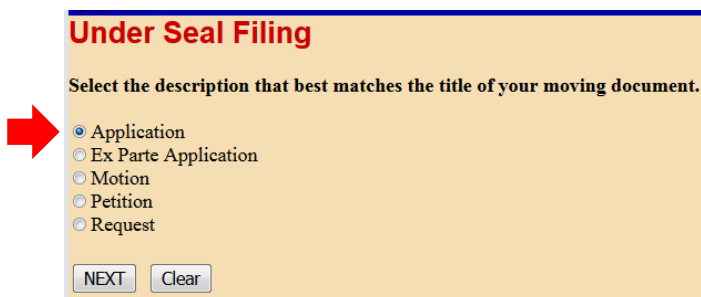 Under Seal Filing
Select the description that best matches the title of your moving document.
Application
Ex Parte Application
Motion
Petition
Request
NEXT Clear